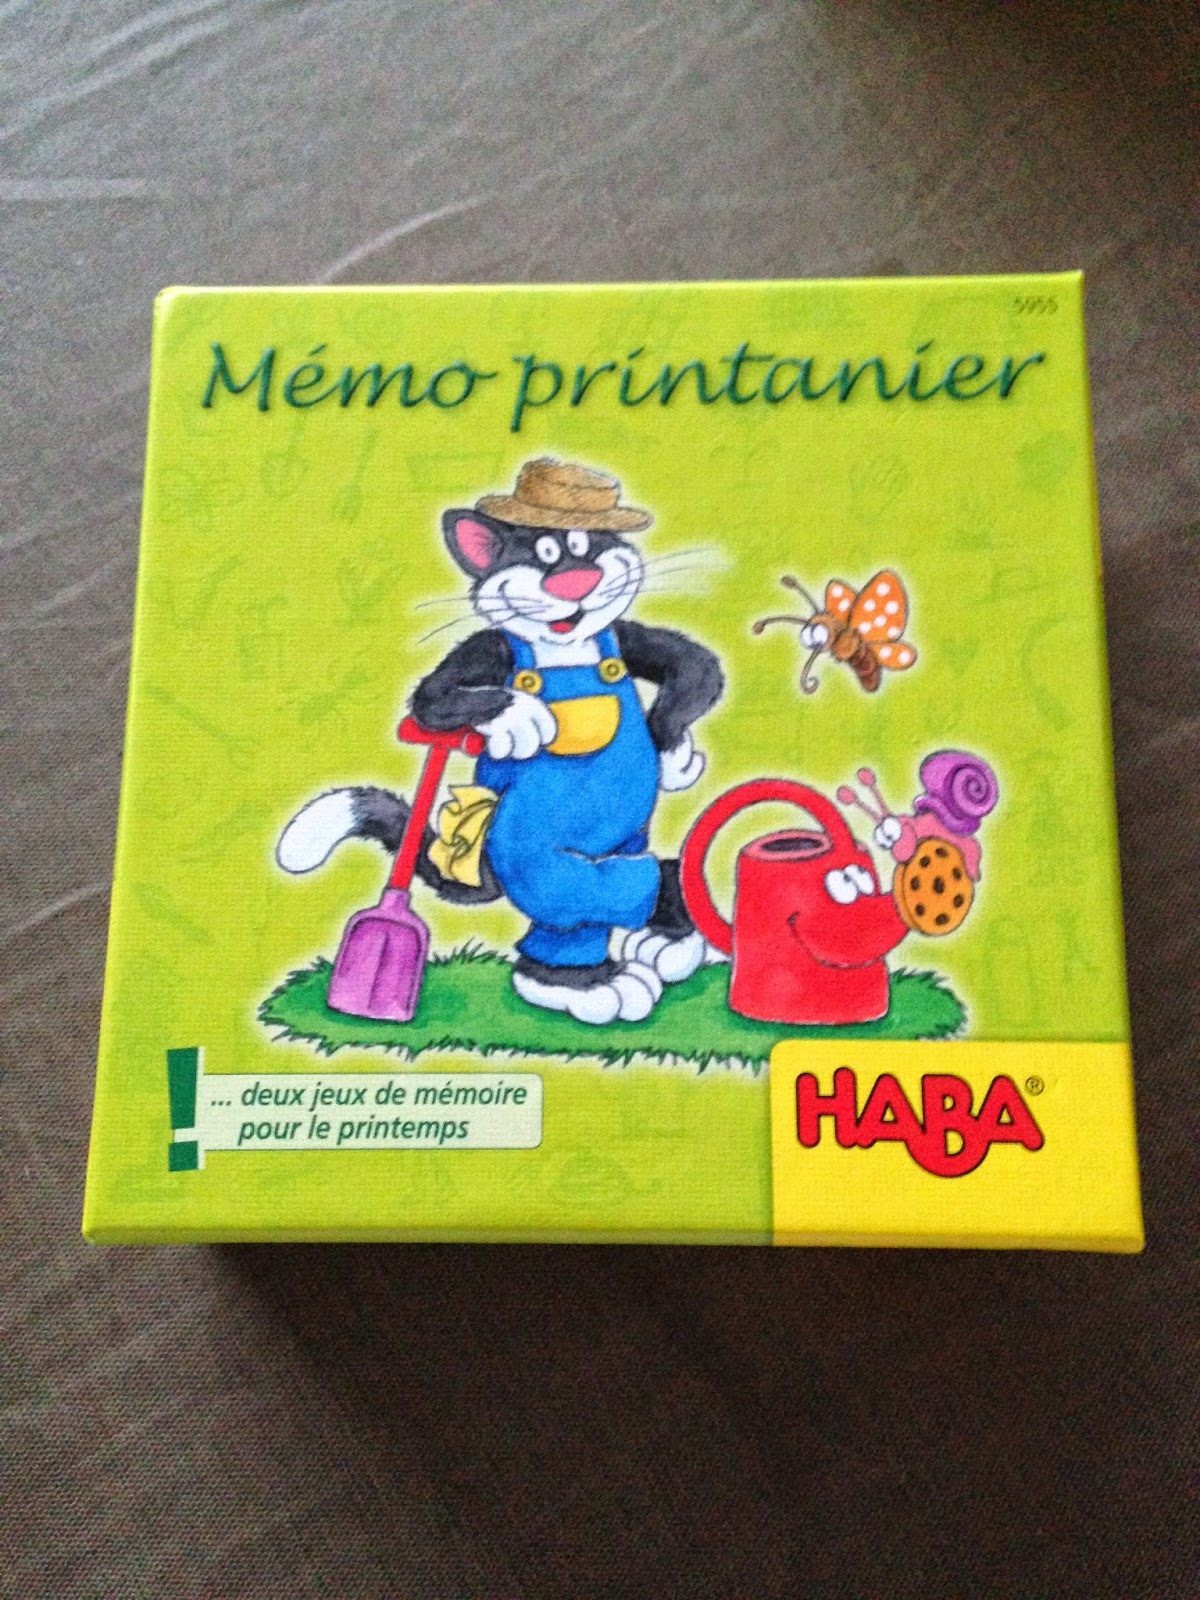 5955
Mémo printanier
... deux jeux de mémoire
pour le printemps
HABA®